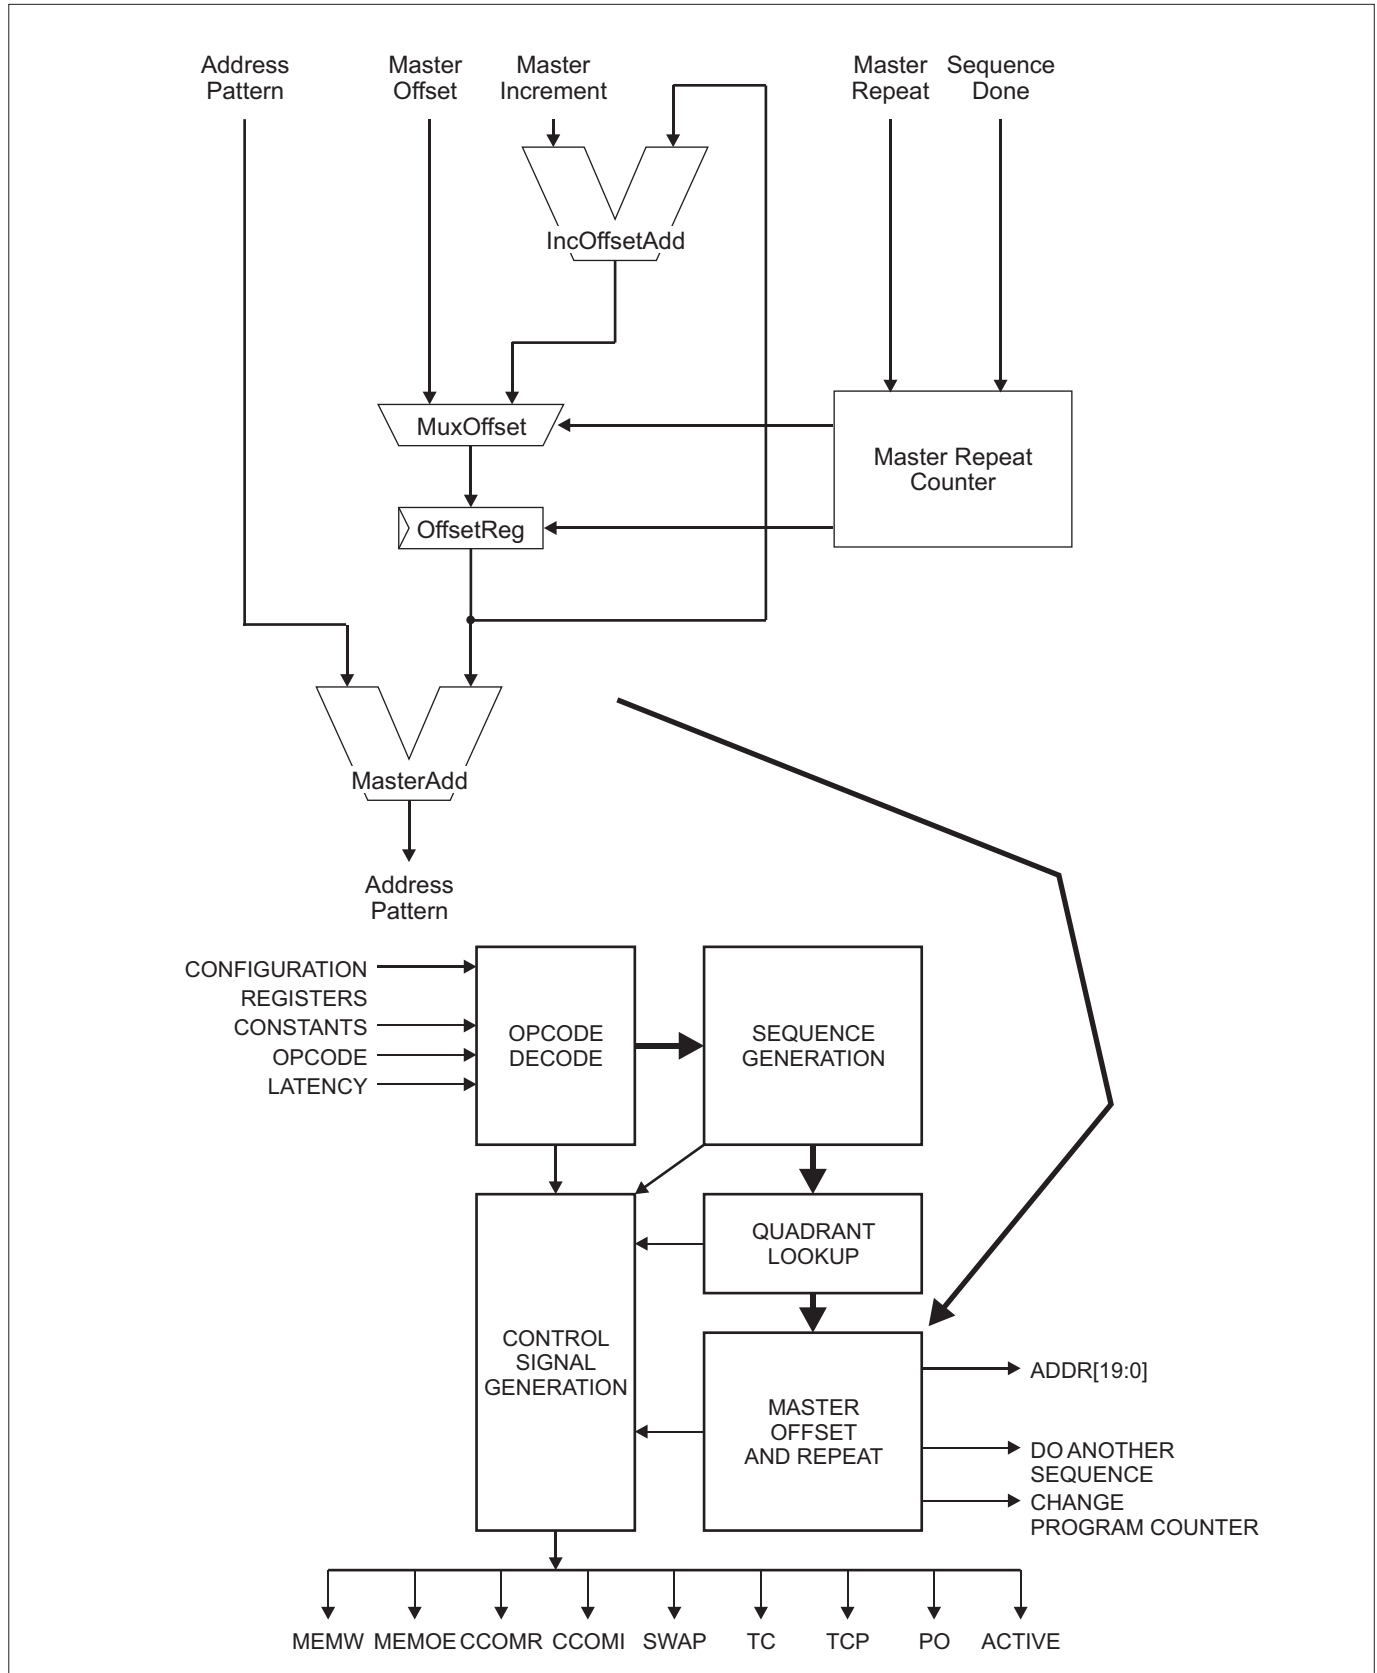 Address
Pattern
Master
Offset
Master
Increment
Master
Repeat
Sequence
Done
IncOffsetAdd
MuxOffset
Master Repeat
Counter
OffsetReg
MasterAdd
Address
Pattern
CONFIGURATION
REGISTERS
CONSTANTS
OPCODE
LATENCY
OPCODE
DECODE
SEQUENCE
GENERATION
QUADRANT
LOOKUP
CONTROL
SIGNAL
GENERATION
MASTER
OFFSET
AND REPEAT
ADDR[19:0]
DO ANOTHER
SEQUENCE
CHANGE
PROGRAM COUNTER
MEMW MEMOE CCOMR CCOMI SWAP TC TCP PO ACTIVE